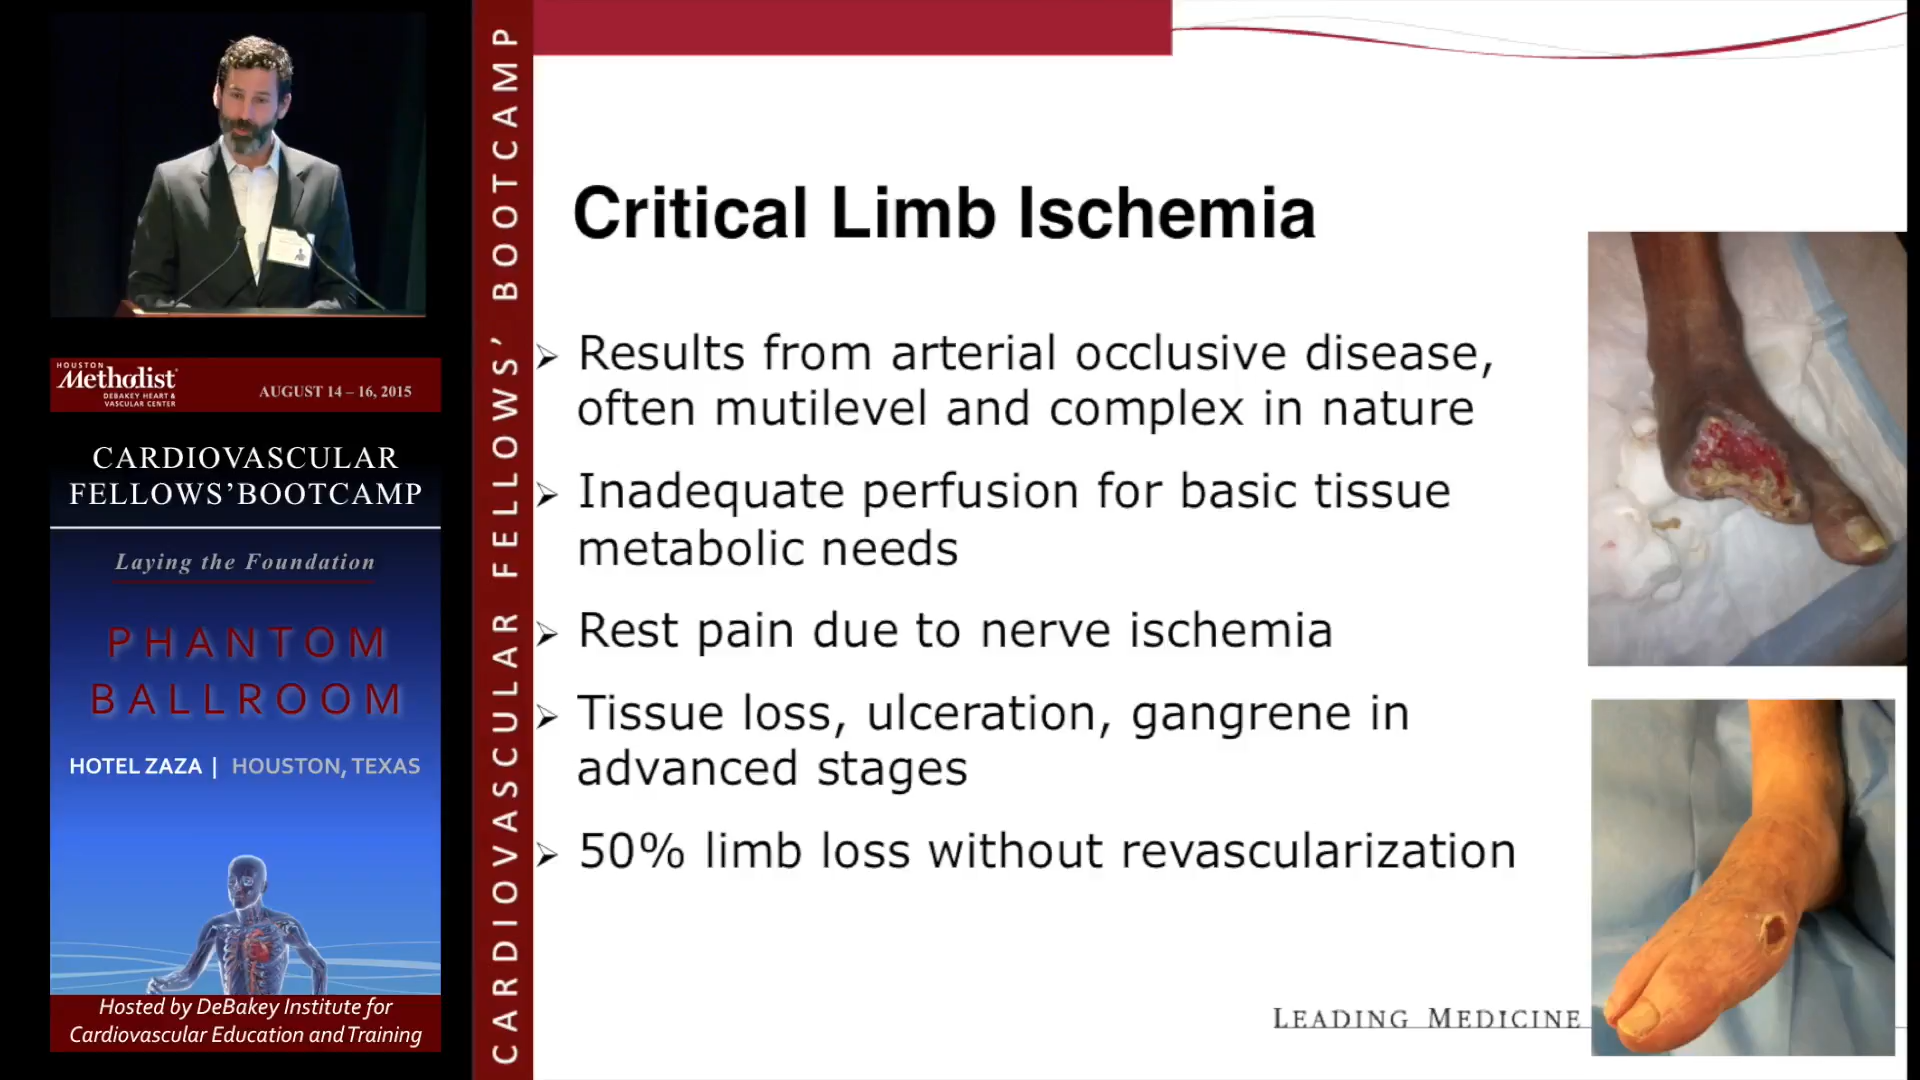 HOUSTON
Methodist
DEBAKEY HEART &
VASCULAR CENTER
AUGUST 14 – 16, 2015
CARDIOVASCULAR
FELLOWS’BOOTCAMP
Laying the Foundation
PHANTOM
BALLROOM
HOTEL ZAZA | HOUSTON, TEXAS
Hosted by DeBakey Institute for
Cardiovascular Education and Training
CARDIOVASCULAR FELLOWS’ BOOTCAMP
Critical Limb Ischemia
➢ Results from arterial occlusive disease,
often mutilevel and complex in nature
➢ Inadequate perfusion for basic tissue
metabolic needs
➢ Rest pain due to nerve ischemia
➢ Tissue loss, ulceration, gangrene in
advanced stages
➢ 50% limb loss without revascularization
LEADING MEDICINE